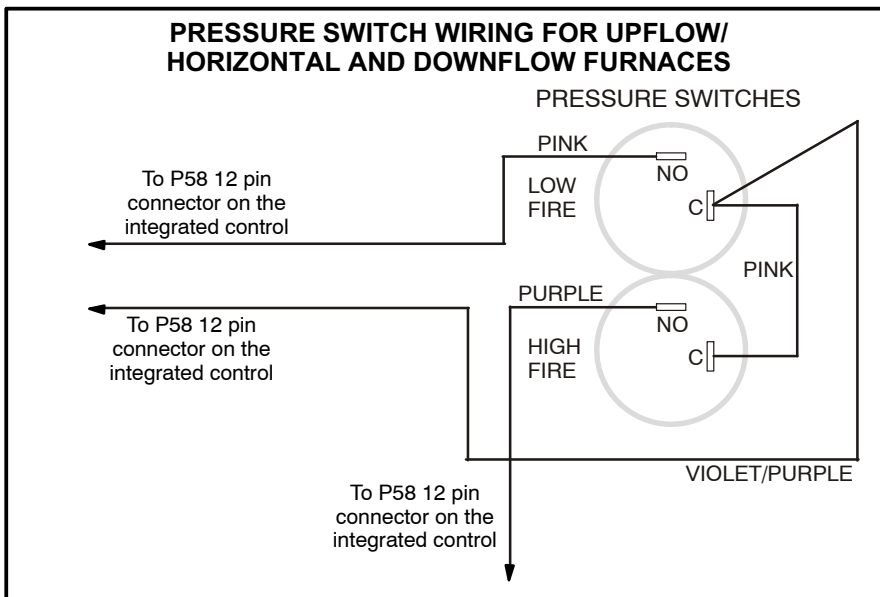 PRESSURE SWITCH WIRING FOR UPFLOW/
HORIZONTAL AND DOWNFLOW FURNACES
PRESSURE SWITCHES
PINK
NO
LOW
FIRE
C
To P58 12 pin
connector on the
integrated control
PINK
PURPLE
NO
To P58 12 pin
connector on the
integrated control
HIGH
FIRE
C
VIOLET/PURPLE
To P58 12 pin
connector on the
integrated control